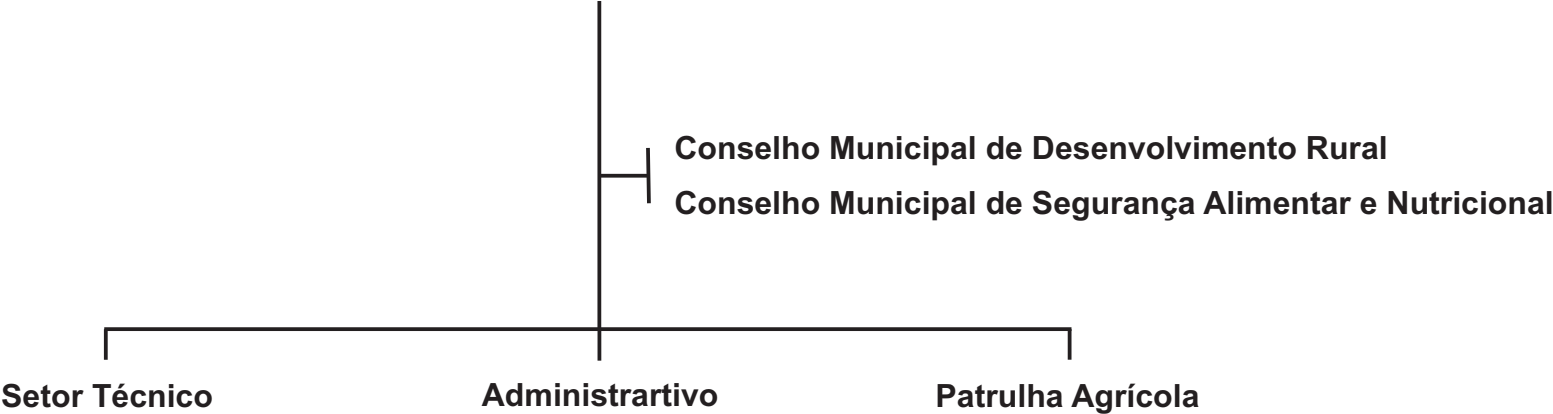 Conselho Municipal de Desenvolvimento Rural
Conselho Municipal de Segurança Alimentar e Nutricional
Setor Técnico
Administrartivo
Patrulha Agrícola